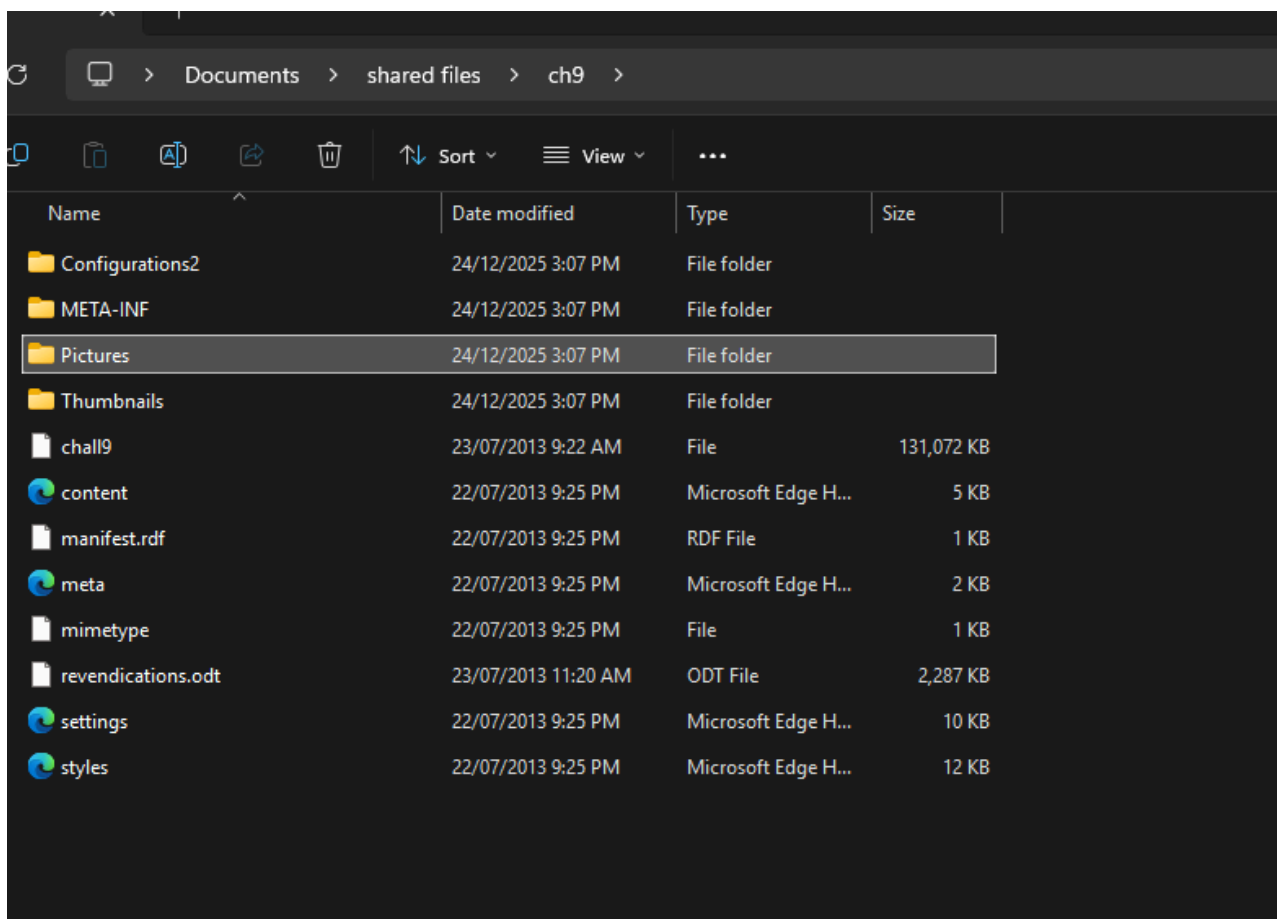 Documents > shared files > ch9 >
Sort View ...
Name Date modified Type Size
Configurations2 24/12/2025 3:07 PM File folder
META-INF 24/12/2025 3:07 PM File folder
Pictures 24/12/2025 3:07 PM File folder
Thumbnails 24/12/2025 3:07 PM File folder
chall9 23/07/2013 9:22 AM File 131,072 KB
content 22/07/2013 9:25 PM Microsoft Edge H... 5 KB
manifest.rdf 22/07/2013 9:25 PM RDF File 1 KB
meta 22/07/2013 9:25 PM Microsoft Edge H... 2 KB
mimetype 22/07/2013 9:25 PM File 1 KB
revendications.odt 23/07/2013 11:20 AM ODT File 2,287 KB
settings 22/07/2013 9:25 PM Microsoft Edge H... 10 KB
styles 22/07/2013 9:25 PM Microsoft Edge H... 12 KB